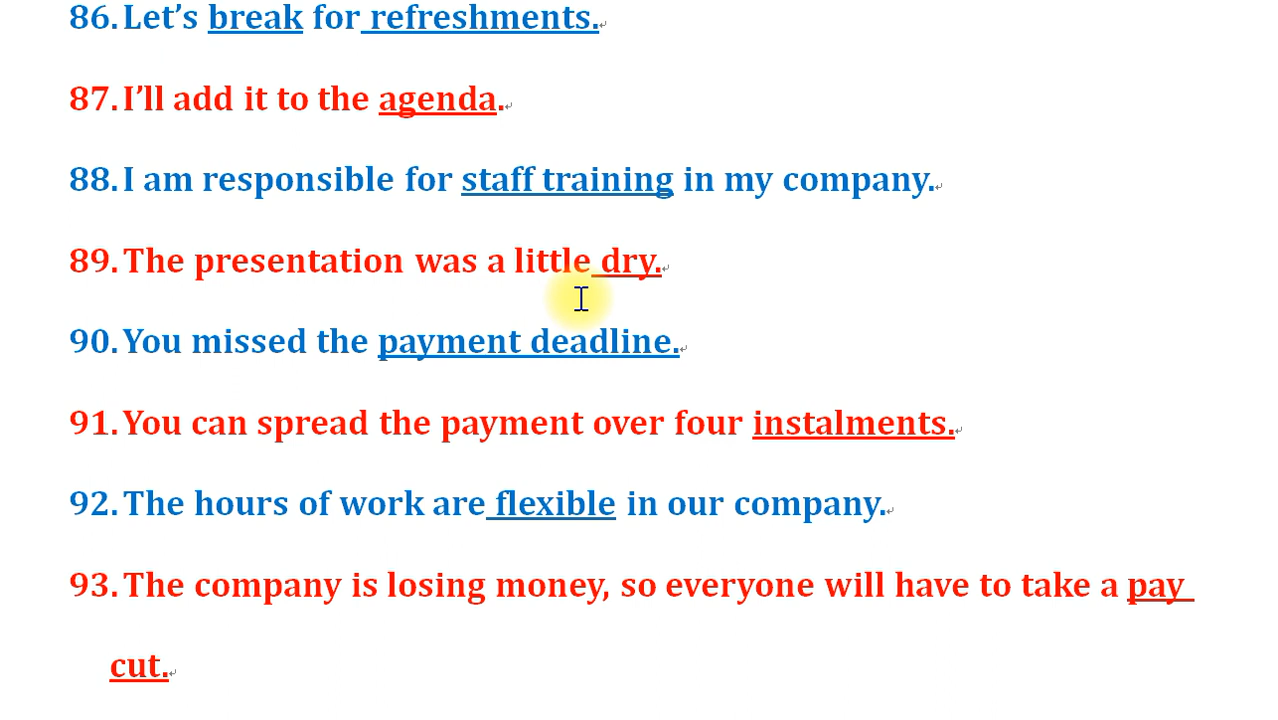 86. Let’s break for refreshments.
87. I’ll add it to the agenda.
88. I am responsible for staff training in my company.
89. The presentation was a little dry.
90. You missed the payment deadline.
91. You can spread the payment over four instalments.
92. The hours of work are flexible in our company.
93. The company is losing money, so everyone will have to take a pay
cut.